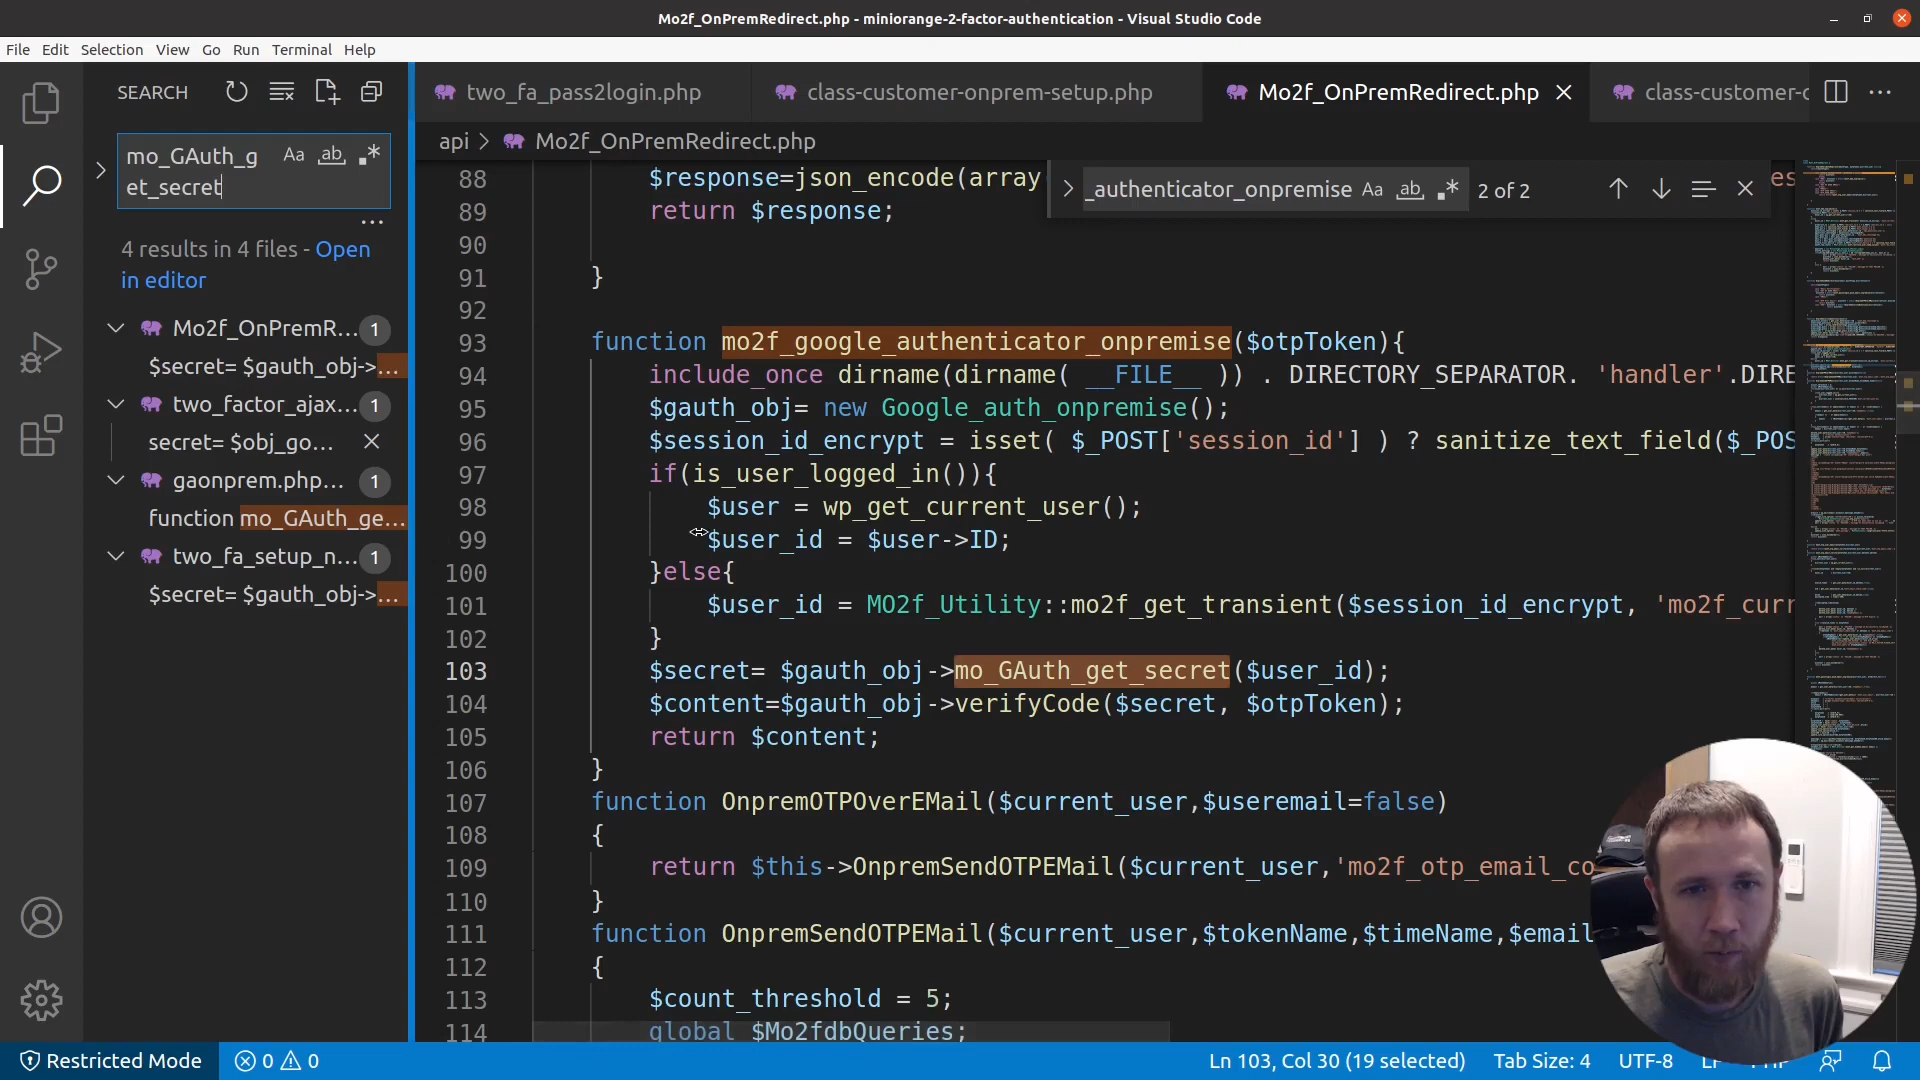 Mo2f_OnPremRedirect.php - miniorange-2-factor-authentication - Visual Studio Code
File Edit Selection View Go Run Terminal Help
SEARCH
mo_GAuth_g
et_secret
Aa ab
4 results in 4 files - Open
in editor
Mo2f_OnPremR... 1
$secret= $gauth_obj->...
two_factor_ajax... 1
secret= $obj_go...
gaonprem.php... 1
function mo_GAuth_ge...
two_fa_setup_n... 1
$secret= $gauth_obj->...
two_fa_pass2login.php class-customer-onprem-setup.php Mo2f_OnPremRedirect.php class-customer-
api > Mo2f_OnPremRedirect.php
_authenticator_onpremise Aa ab 2 of 2
88 $response=json_encode(array es
89 return $response;
90
91 }
92
93 function mo2f_google_authenticator_onpremise($otpToken){
94 include_once dirname(dirname( __FILE__ )) . DIRECTORY_SEPARATOR. 'handler'.DIRE
95 $gauth_obj= new Google_auth_onpremise();
96 $session_id_encrypt = isset( $_POST['session_id'] ) ? sanitize_text_field($_POS
97 if(is_user_logged_in()){
98 $user = wp_get_current_user();
99 $user_id = $user->ID;
100 }else{
101 $user_id = MO2f_Utility::mo2f_get_transient($session_id_encrypt, 'mo2f_curr
102 }
103 $secret= $gauth_obj->mo_GAuth_get_secret($user_id);
104 $content=$gauth_obj->verifyCode($secret, $otpToken);
105 return $content;
106 }
107 function OnpremOTPOverEMail($current_user,$useremail=false)
108 {
109 return $this->OnpremSendOTPEMail($current_user,'mo2f_otp_email_co
110 }
111 function OnpremSendOTPEMail($current_user,$tokenName,$timeName,$email
112 {
113 $count_threshold = 5;
114 global $Mo2fdbQueries;
Restricted Mode 0 0 Ln 103, Col 30 (19 selected) Tab Size: 4 UTF-8